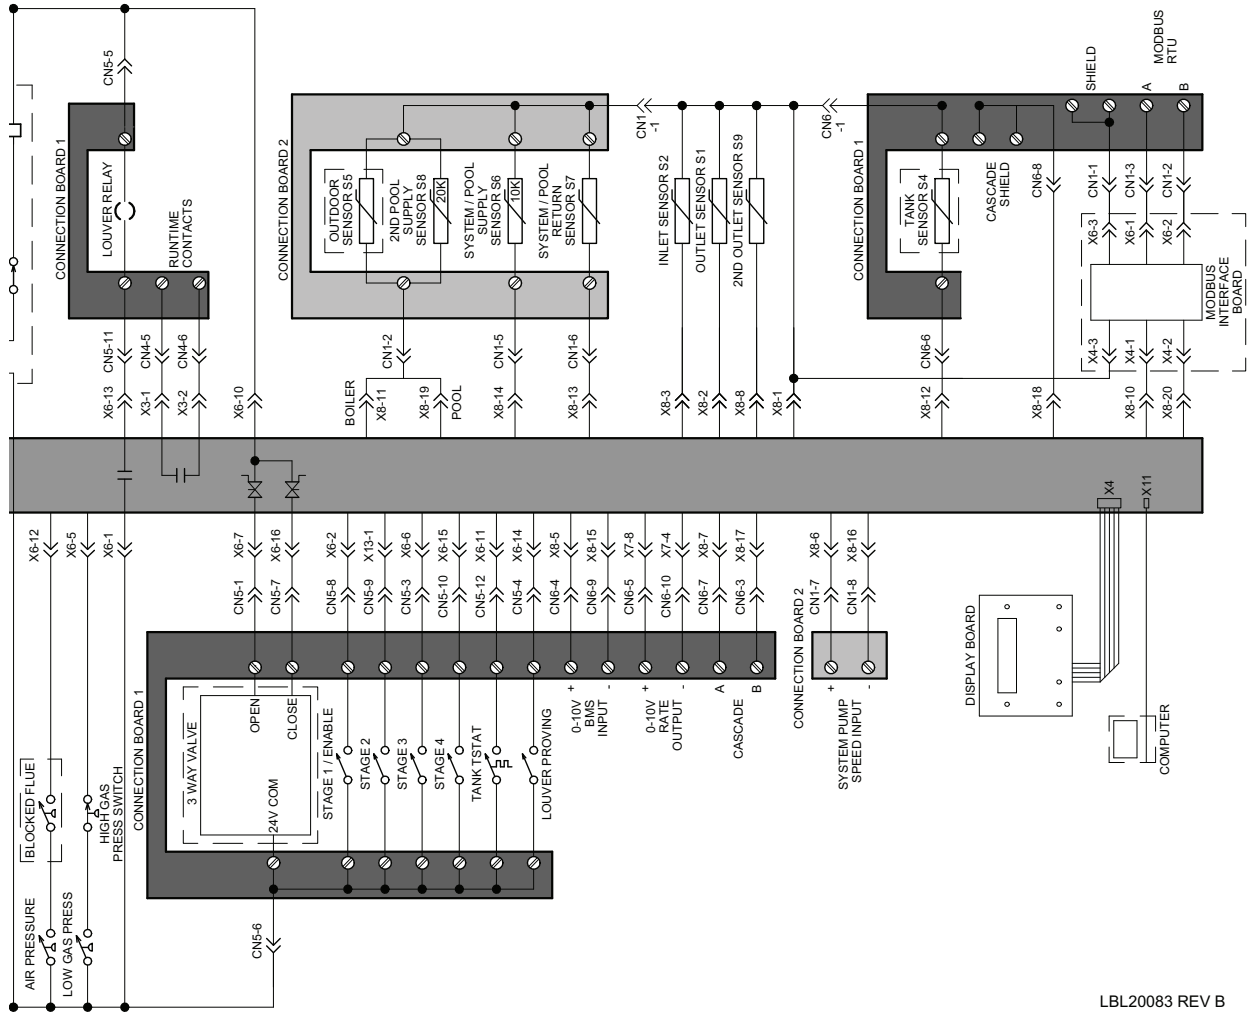 CN5-5
CONNECTION BOARD 1
LOUVER RELAY
RUNTIME
CONTACTS
CN5-11
CN4-5
CN4-6
X6-13
X3-1
X3-2
X6-10
CONNECTION BOARD 2
OUTDOOR
SENSOR S5
2ND POOL
SUPPLY
SENSOR S8
20K
SYSTEM / POOL
SUPPLY
SENSOR S6
10K
SYSTEM / POOL
RETURN
SENSOR S7
CN1-2
CN1-5
CN1-6
BOILER
X8-11
X8-19
POOL
X8-14
X8-13
CN1
-1
INLET SENSOR S2
OUTLET SENSOR S1
2ND OUTLET SENSOR S9
X8-3
X8-2
X8-8
X8-1
CN6
-1
CONNECTION BOARD 1
TANK
SENSOR S4
CASCADE
SHIELD
CN6-8
SHIELD
MODBUS
RTU
A
B
CN1-1
CN1-3
CN1-2
X6-3
X6-1
X6-2
MODBUS
INTERFACE
BOARD
X4-3
X4-1
X4-2
CN6-6
X8-12
X8-18
X8-10
X8-20
X4
X11
X6-12
X6-5
X6-1
X6-7
X6-16
X6-2
X13-1
X6-6
X6-15
X6-11
X6-14
X8-5
X8-15
X7-8
X7-4
X8-7
X8-17
X8-6
X8-16
CN5-1
CN5-7
CN5-8
CN5-9
CN5-3
CN5-10
CN5-12
CN5-4
CN6-4
CN6-9
CN6-5
CN6-10
CN6-7
CN6-3
CN1-7
CN1-8
CONNECTION BOARD 1
3 WAY VALVE
OPEN
CLOSE
24V COM
STAGE 1 / ENABLE
STAGE 2
STAGE 3
STAGE 4
TANK TSTAT
LOUVER PROVING
+
-
0-10V
BMS
INPUT
+
-
0-10V
RATE
OUTPUT
A
B
CASCADE
CONNECTION BOARD 2
+
-
SYSTEM PUMP
SPEED INPUT
DISPLAY BOARD
COMPUTER
BLOCKED FLUE
HIGH GAS
PRESS SWITCH
AIR PRESSURE
LOW GAS PRESS
CN5-6
LBL20083 REV B